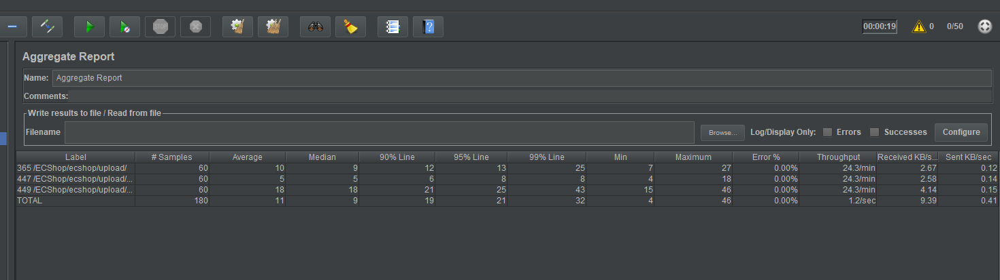 STOP
?
00:00:19 0 0/50
Aggregate Report
Name: Aggregate Report
Comments:
Write results to file / Read from file
Filename Browse... Log/Display Only: Errors Successes Configure
Label # Samples Average Median 90% Line 95% Line 99% Line Min Maximum Error % Throughput Received KB/s... Sent KB/sec
365 /ECShop/ecshop/upload/ 60 10 9 12 13 25 7 27 0.00% 24.3/min 2.67 0.12
447 /ECShop/ecshop/upload/... 60 5 5 6 8 8 4 18 0.00% 24.3/min 2.58 0.14
449 /ECShop/ecshop/upload/... 60 18 18 21 25 43 15 46 0.00% 24.3/min 4.14 0.15
TOTAL 180 11 9 19 21 32 4 46 0.00% 1.2/sec 9.39 0.41